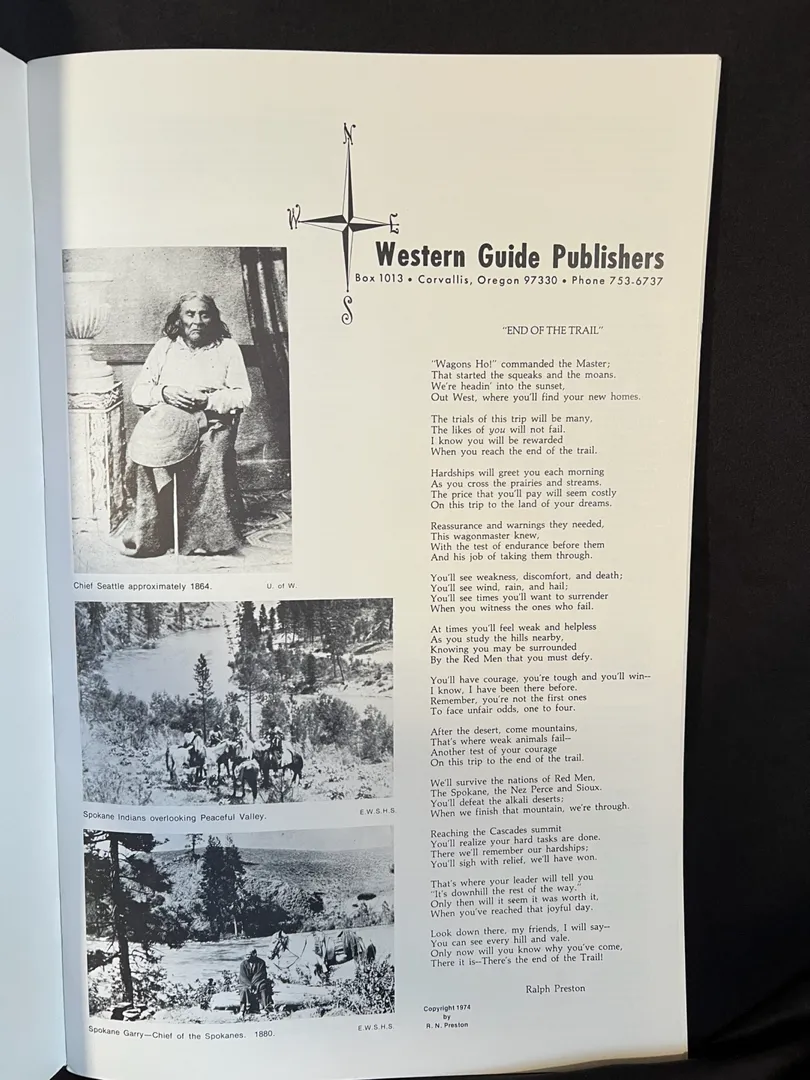 N
W E
S
Western Guide Publishers
Box 1013 • Corvallis, Oregon 97330 • Phone 753-6737
Chief Seattle approximately 1864. U. of W.
Spokane Indians overlooking Peaceful Valley. E.W.S.H.S.
Spokane Garry—Chief of the Spokanes. 1880. E.W.S.H.S.
"END OF THE TRAIL"
"Wagons Ho!" commanded the Master;
That started the squeaks and the moans.
We're headin' into the sunset,
Out West, where you'll find your new homes.
The trials of this trip will be many,
The likes of you will not fail.
I know you will be rewarded
When you reach the end of the trail.
Hardships will greet you each morning
As you cross the prairies and streams.
The price that you'll pay will seem costly
On this trip to the land of your dreams.
Reassurance and warnings they needed,
This wagonmaster knew,
With the test of endurance before them
And his job of taking them through.
You'll see weakness, discomfort, and death;
You'll see wind, rain, and hail;
You'll see times you'll want to surrender
When you witness the ones who fail.
At times you'll feel weak and helpless
As you study the hills nearby,
Knowing you may be surrounded
By the Red Men that you must defy.
You'll have courage, you're tough and you'll win--
I know, I have been there before.
Remember, you're not the first ones
To face unfair odds, one to four.
After the desert, come mountains,
That's where weak animals fail--
Another test of your courage
On this trip to the end of the trail.
We'll survive the nations of Red Men,
The Spokane, the Nez Perce and Sioux.
You'll defeat the alkali deserts;
When we finish that mountain, we're through.
Reaching the Cascades summit
You'll realize your hard tasks are done.
There we'll remember our hardships;
You'll sigh with relief, we'll have won.
That's where your leader will tell you
"It's downhill the rest of the way."
Only then will it seem it was worth it,
When you've reached that joyful day.
Look down there, my friends, I will say--
You can see every hill and vale.
Only now will you know why you've come,
There it is--There's the end of the Trail!
Ralph Preston
Copyright 1974
by
R. N. Preston